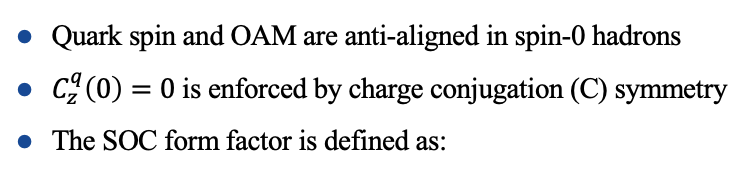 • Quark spin and OAM are anti-aligned in spin-0 hadrons
• $C_z^q(0) = 0$ is enforced by charge conjugation (C) symmetry
• The SOC form factor is defined as: